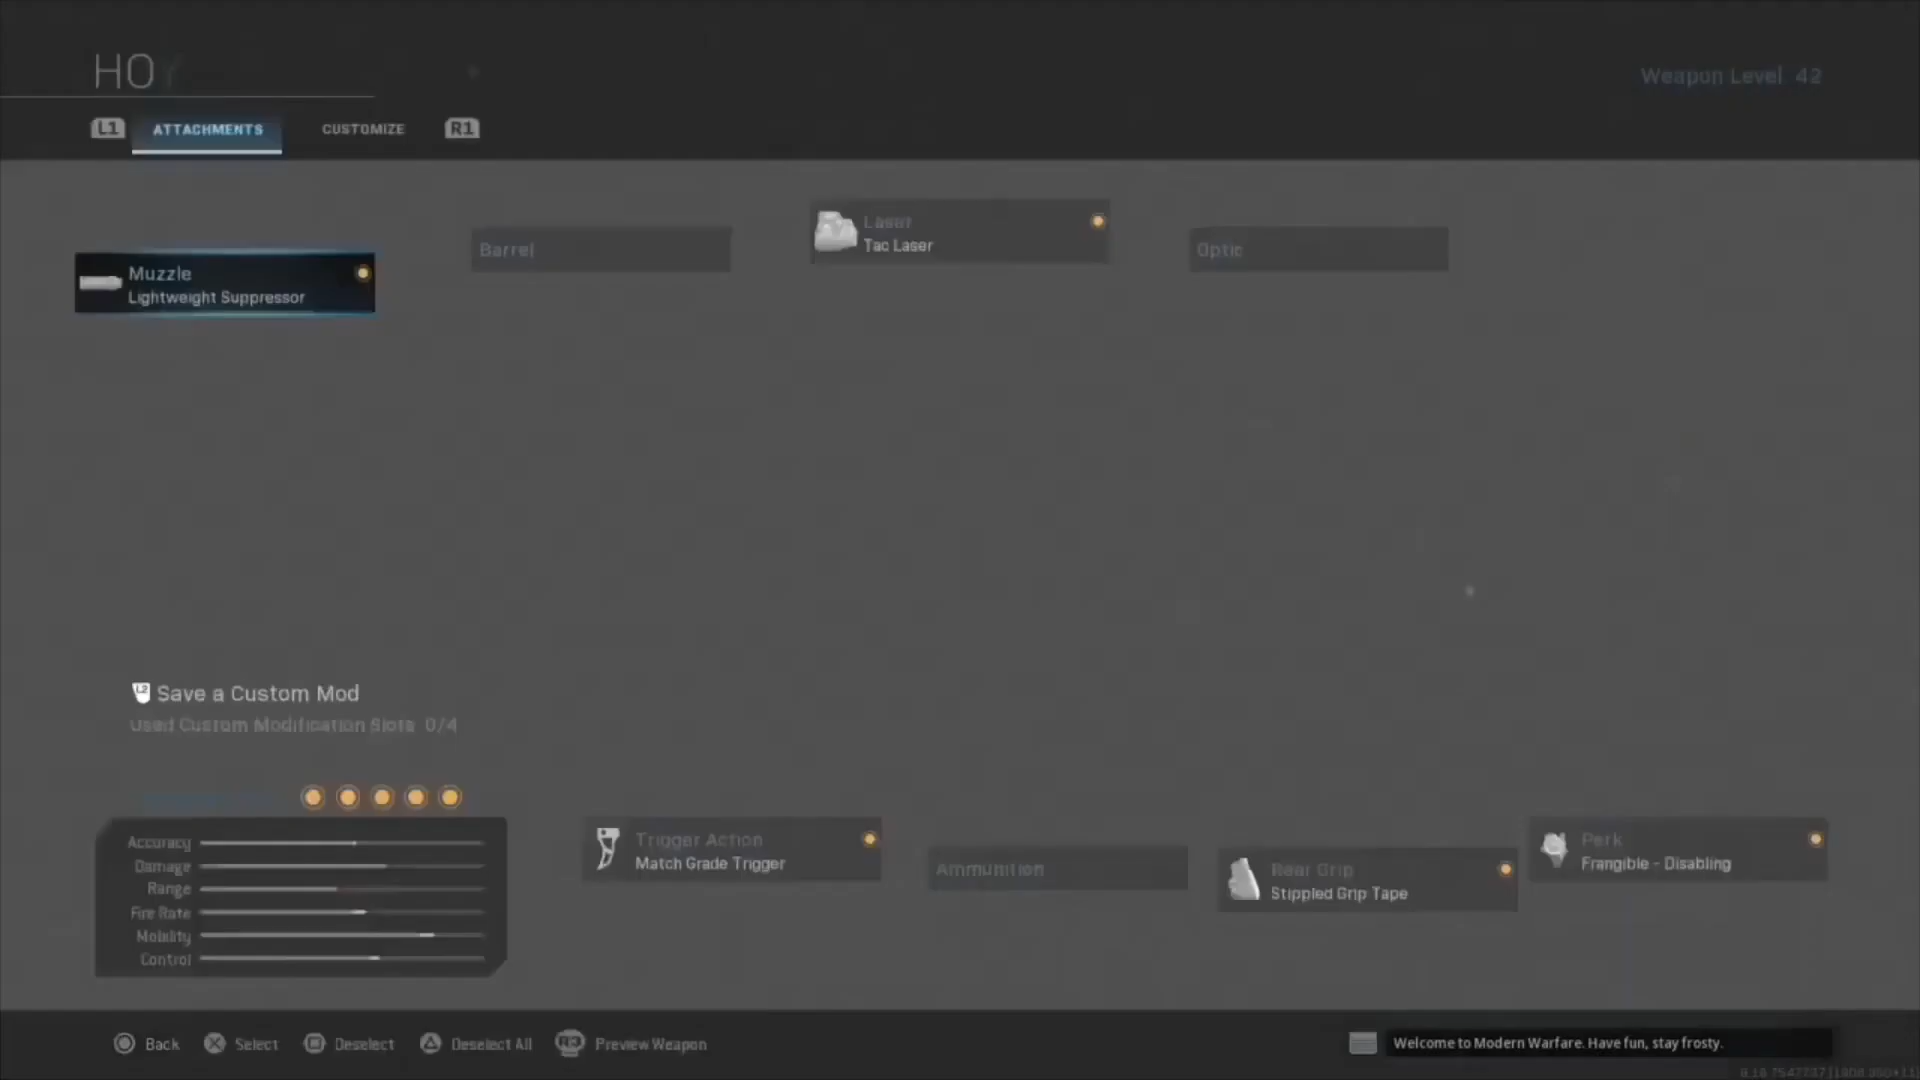 HOY
Weapon Level 42
L1 ATTACHMENTS CUSTOMIZE R1
Laser
Tac Laser
Barrel
Optic
Muzzle
Lightweight Suppressor
L2 Save a Custom Mod
Used Custom Modification Slots 0/4
Accuracy
Damage
Range
Fire Rate
Mobility
Control
Trigger Action
Match Grade Trigger
Ammunition
Rear Grip
Stippled Grip Tape
Perk
Frangible - Disabling
Back Select Deselect Deselect All R3 Preview Weapon
Welcome to Modern Warfare. Have fun, stay frosty.